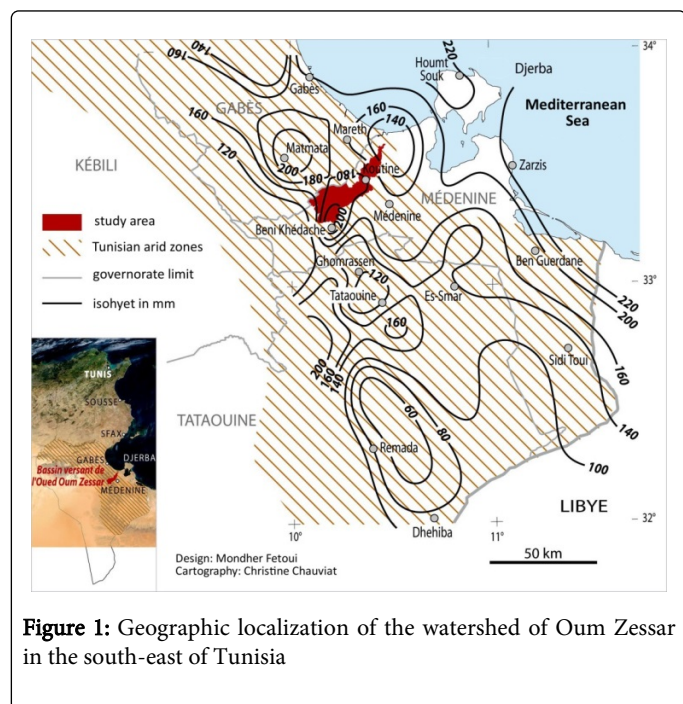 140
160
220
34°
Houmt
Souk
Djerba
Gabès
GABÈS
160
Mediterranean
Sea
160
140
Mareth
KÉBILI
120
Matmata
200
180
180
Koutine
Zarzis
MÉDENINE
study area
Médenine
200
Beni Khédache
Tunisian arid zones
Ghomrassen
Ben Guerdane
governorate limit
120
33°
isohyet in mm
Tataouine
Es-Smar
220
200
160
Sidi Toui
TUNIS
200
160
140
160
SOUSSE
TATAOUINE
60
80
140
SFAX
Remada
100
GABÈS
DJERBA
Bassin versant de
l'Oued Oum Zessar
MÉDENINE
LIBYE
32°
10°
11°
Dhehiba
Design: Mondher Fetoui
Cartography: Christine Chauviat
50 km
Figure 1: Geographic localization of the watershed of Oum Zessar
in the south-east of Tunisia